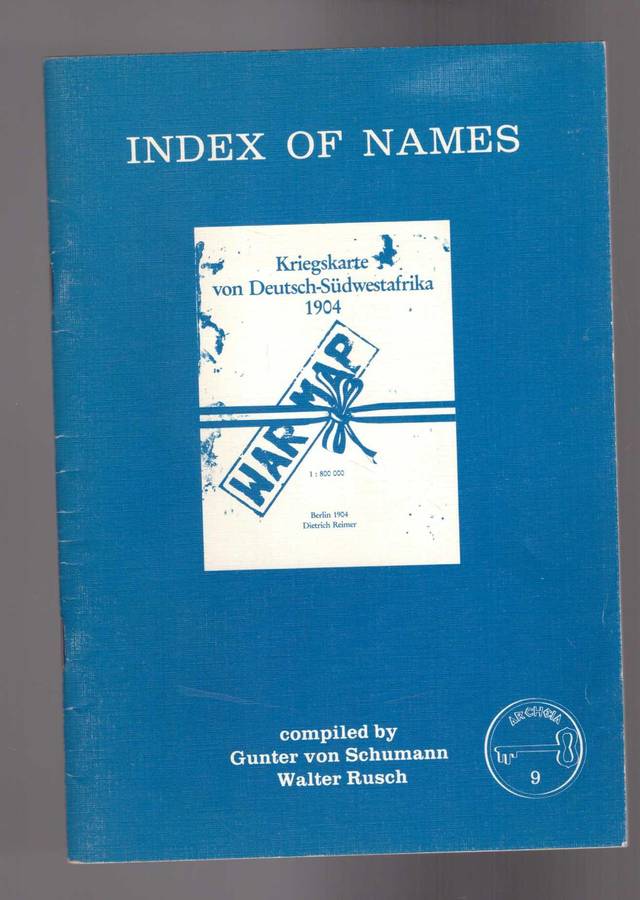 INDEX OF NAMES
Kriegskarte
von Deutsch-Südwestafrika
1904
WAR MAP
1 : 800 000
Berlin 1904
Dietrich Reimer
compiled by
Gunter von Schumann
Walter Rusch
ARCHEIA
9